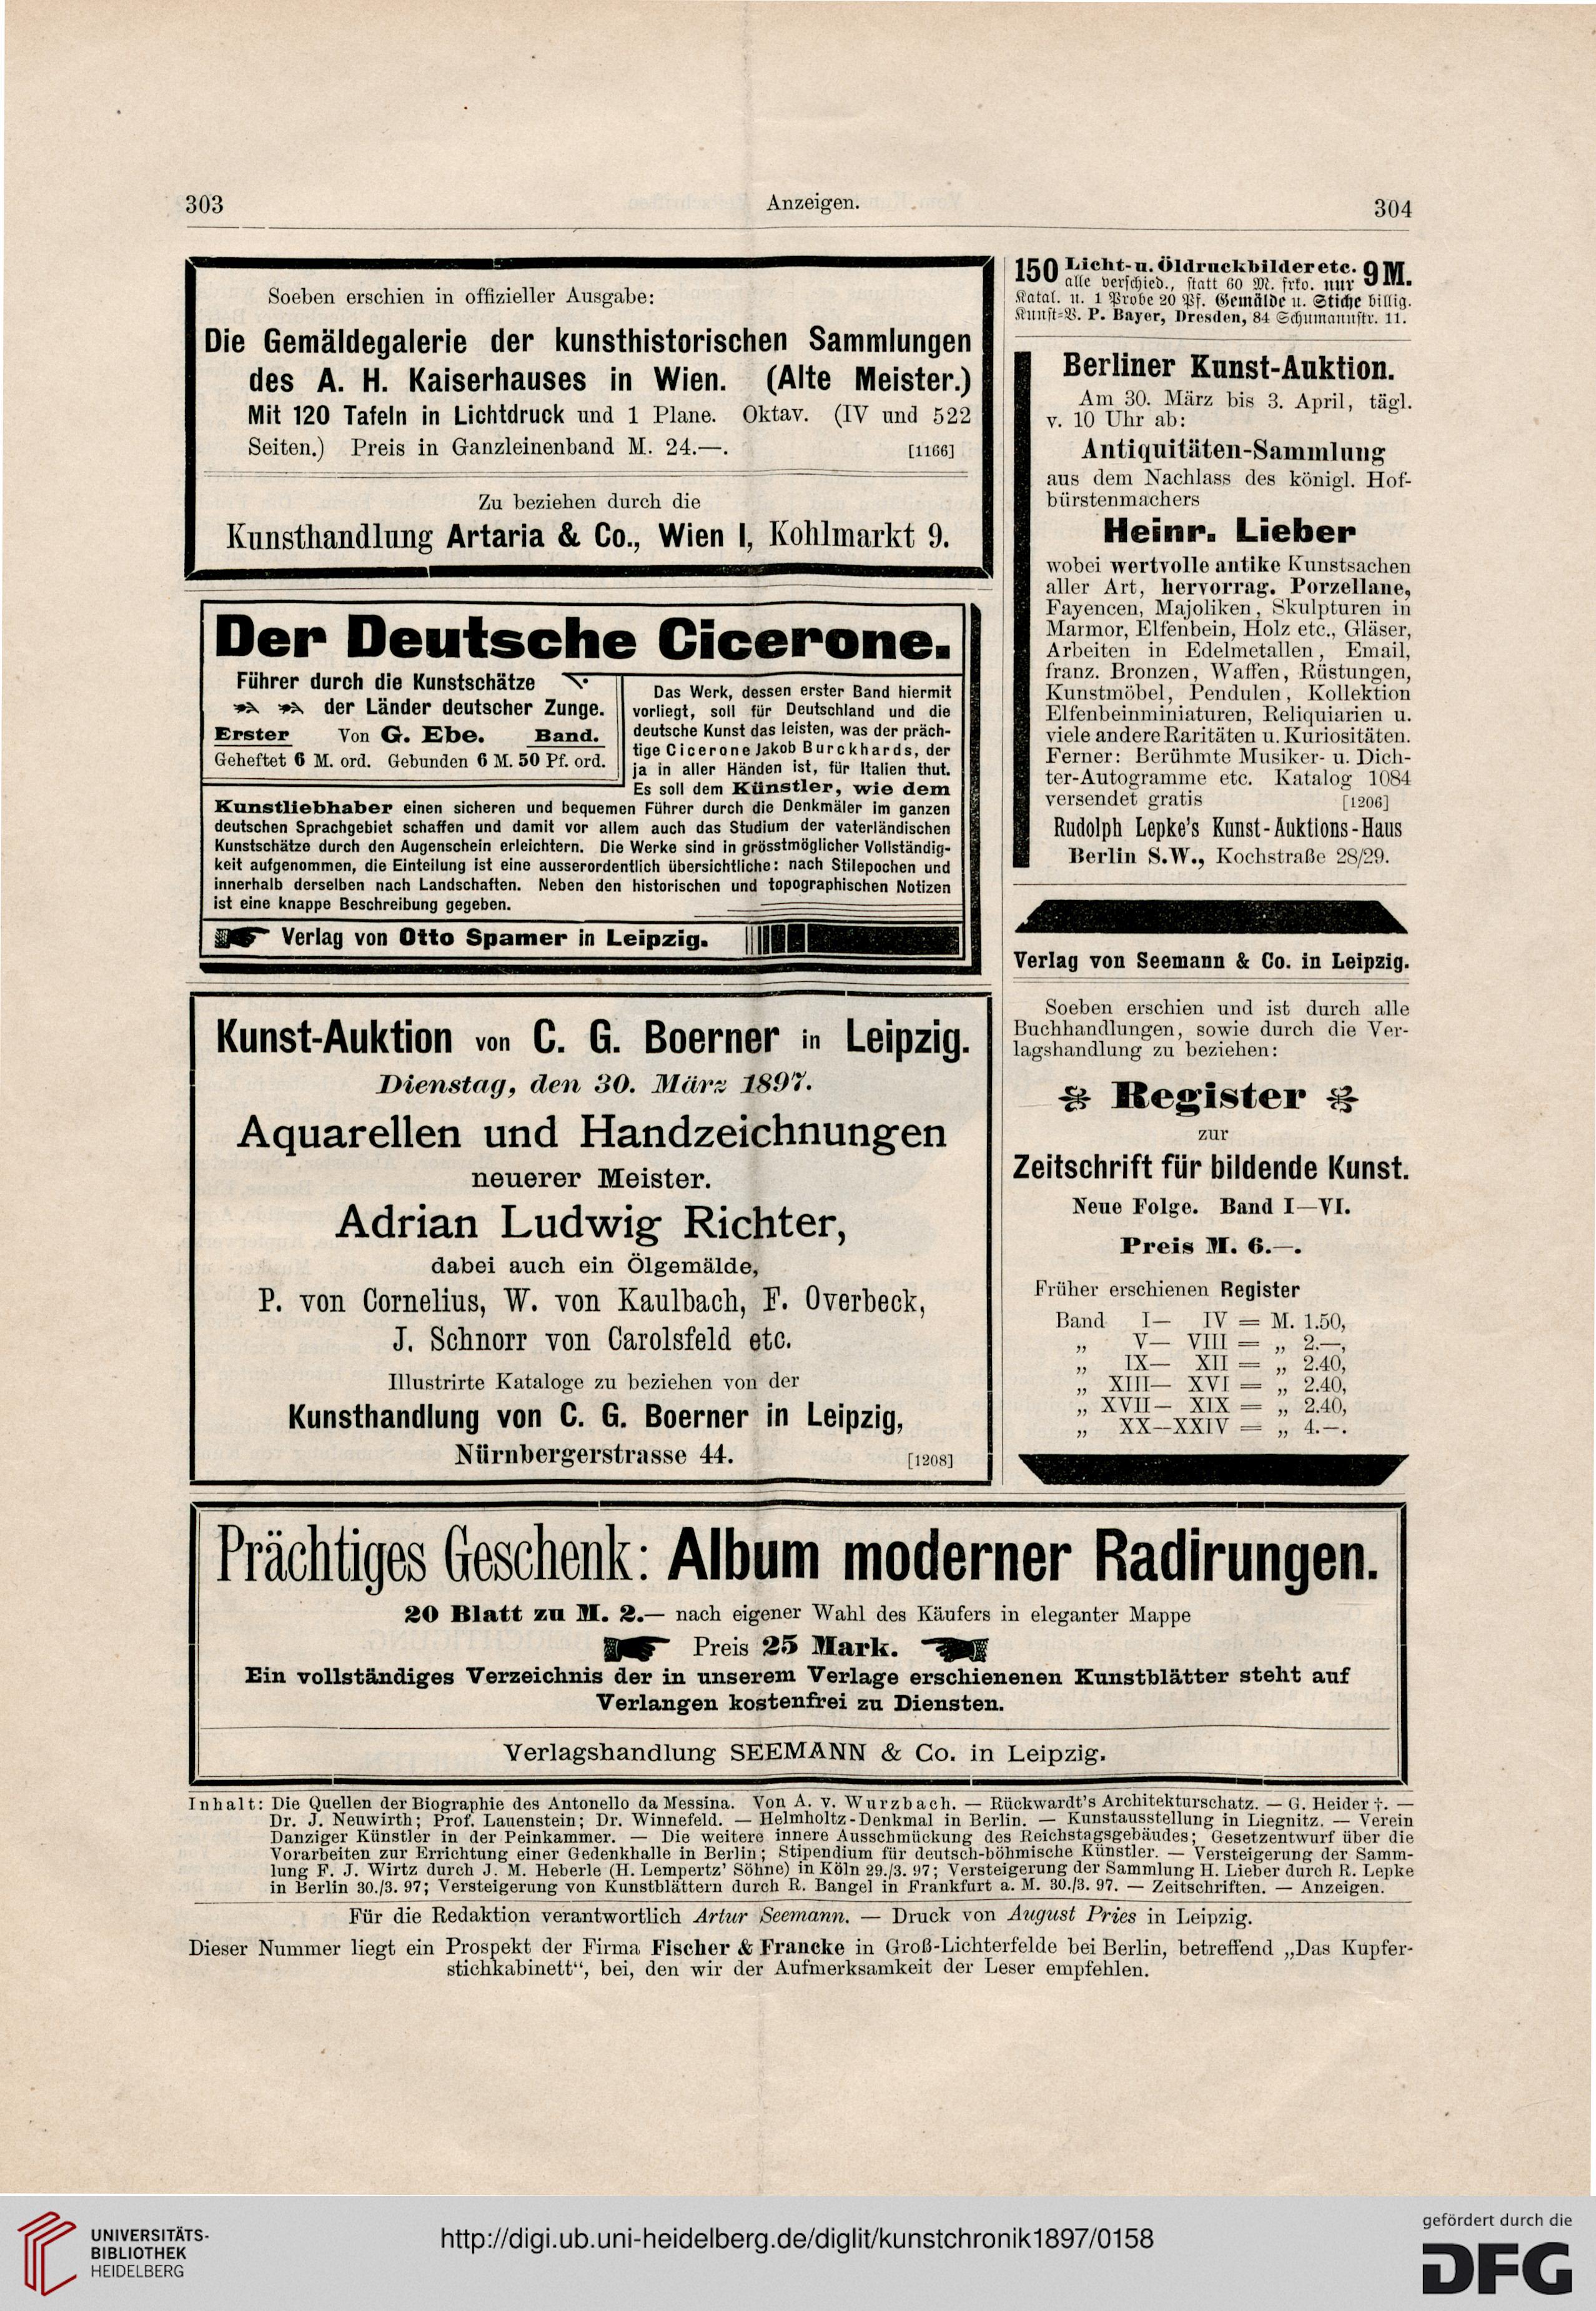 303
Anzeigen.
304
Soeben erschien in offizieller Ausgabe:
Die Gemäldegalerie der kunsthistorischen Sammlungen
des A. H. Kaiserhauses in Wien. (Alte Meister.)
Mit 120 Tafeln in Lichtdruck und 1 Plane. Oktav. (IV und 522
Seiten.) Preis in Ganzleinenband M. 24.—. [1166]
Zu beziehen durch die
Kunsthandlung Artaria & Co., Wien I, Kohlmarkt 9.
Der Deutsche Cicerone.
Führer durch die Kunstschätze
der Länder deutscher Zunge.
Erster Von G. Ebe. Band.
Geheftet 6 M. ord. Gebunden 6 M. 50 Pf. ord.
Das Werk, dessen erster Band hiermit
vorliegt, soll für Deutschland und die
deutsche Kunst das leisten, was der präch-
tige Cicerone Jakob Burckhards, der
ja in aller Händen ist, für Italien thut.
Es soll dem Künstler, wie dem
Kunstliebhaber einen sicheren und bequemen Führer durch die Denkmäler im ganzen
deutschen Sprachgebiet schaffen und damit vor allem auch das Studium der vaterländischen
Kunstschätze durch den Augenschein erleichtern. Die Werke sind in grösstmöglicher Vollständig-
keit aufgenommen, die Einteilung ist eine ausserordentlich übersichtliche: nach Stilepochen und
innerhalb derselben nach Landschaften. Neben den historischen und topographischen Notizen
ist eine knappe Beschreibung gegeben.
Verlag von Otto Spamer in Leipzig.
Kunst-Auktion von C. G. Boerner in Leipzig.
Dienstag, den 30. März 1897.
Aquarellen und Handzeichnungen
neuerer Meister.
Adrian Ludwig Richter,
dabei auch ein Ölgemälde,
P. von Cornelius, W. von Kaulbach, F. Overbeck,
J. Schnorr von Carolsfeld etc.
Illustrirte Kataloge zu beziehen von der
Kunsthandlung von C. G. Boerner in Leipzig,
Nürnbergerstrasse 44. [1208]
150 Licht- u. Öldruckbilder etc. 9 M.
alle verschied., statt 60 M. frko. nur
Katal. u. 1 Probe 20 Pf. Gemälde u. Stiche billig.
Kunst-V. P. Bayer, Dresden, 84 Schumannstr. 11.
Berliner Kunst-Auktion.
Am 30. März bis 3. April, tägl.
v. 10 Uhr ab:
Antiquitäten-Sammlung
aus dem Nachlass des königl. Hof-
bürstenmachers
Heinr. Lieber
wobei wertvolle antike Kunstsachen
aller Art, hervorrag. Porzellane,
Fayencen, Majoliken, Skulpturen in
Marmor, Elfenbein, Holz etc., Gläser,
Arbeiten in Edelmetallen, Email,
franz. Bronzen, Waffen, Rüstungen,
Kunstmöbel, Pendulen, Kollektion
Elfenbeinminiaturen, Reliquiarien u.
viele andere Raritäten u. Kuriositäten.
Ferner: Berühmte Musiker- u. Dich-
ter-Autogramme etc. Katalog 1084
versendet gratis [1206]
Rudolph Lepke's Kunst-Auktions-Haus
Berlin S.W., Kochstraße 28/29.
Verlag von Seemann & Co. in Leipzig.
Soeben erschien und ist durch alle
Buchhandlungen, sowie durch die Ver-
lagshandlung zu beziehen:
Register
zur
Zeitschrift für bildende Kunst.
Neue Folge. Band I—VI.
Preis M. 6.—.
Früher erschienen Register
Band I— IV = M. 1.50,
„ V— VIII = „ 2.—,
„ IX— XII = „ 2.40,
„ XIII— XVI = „ 2.40,
„ XVII— XIX = „ 2.40,
„ XX—XXIV = „ 4.—.
Prächtiges Geschenk: Album moderner Radirungen.
20 Blatt zu M. 2.— nach eigener Wahl des Käufers in eleganter Mappe
Preis 25 Mark.
Ein vollständiges Verzeichnis der in unserem Verlage erschienenen Kunstblätter steht auf
Verlangen kostenfrei zu Diensten.
Verlagshandlung SEEMANN & Co. in Leipzig.
Inhalt: Die Quellen der Biographie des Antonello da Messina. Von A. v. Wurzbach. — Rückwardt's Architekturschatz. — G. Heider †. —
Dr. J. Neuwirth; Prof. Lauenstein; Dr. Winnefeld. — Helmholtz-Denkmal in Berlin. — Kunstausstellung in Liegnitz. — Verein
Danziger Künstler in der Peinkammer. — Die weitere innere Ausschmückung des Reichstagsgebäudes; Gesetzentwurf über die
Vorarbeiten zur Errichtung einer Gedenkhalle in Berlin; Stipendium für deutsch-böhmische Künstler. — Versteigerung der Samm-
lung F. J. Wirtz durch J. M. Heberle (H. Lempertz' Söhne) in Köln 29./3. 97; Versteigerung der Sammlung H. Lieber durch R. Lepke
in Berlin 30./3. 97; Versteigerung von Kunstblättern durch R. Bangel in Frankfurt a. M. 30./3. 97. — Zeitschriften. — Anzeigen.
Für die Redaktion verantwortlich Artur Seemann. — Druck von August Pries in Leipzig.
Dieser Nummer liegt ein Prospekt der Firma Fischer & Francke in Groß-Lichterfelde bei Berlin, betreffend „Das Kupfer-
stichkabinett“, bei, den wir der Aufmerksamkeit der Leser empfehlen.
UNIVERSITÄTS-
BIBLIOTHEK
HEIDELBERG
http://digi.ub.uni-heidelberg.de/diglit/kunstchronik1897/0158
gefördert durch die
DFG